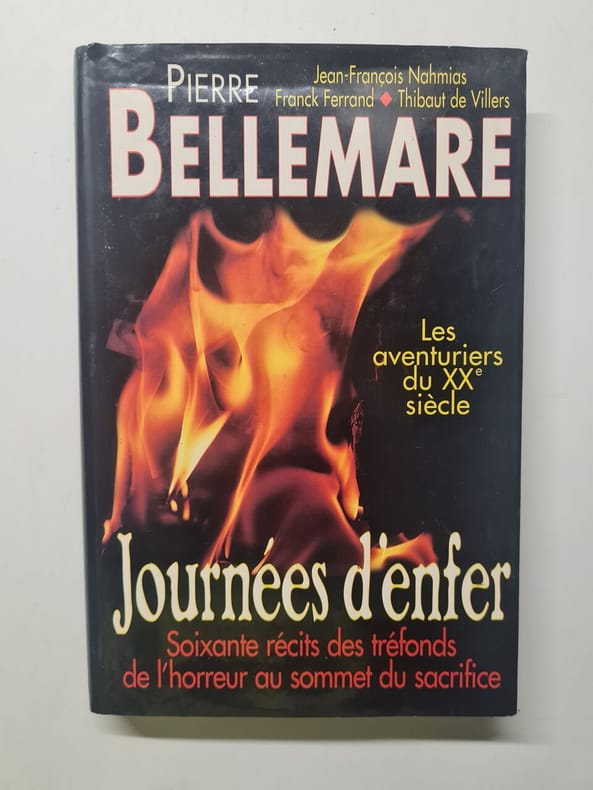 PIERRE
Jean-François Nahmias
Franck Ferrand ♦ Thibaut de Villers
BELLEMARE
Les
aventuriers
du XXe
siècle
Journées d'enfer
Soixante récits des tréfonds
de l'horreur au sommet du sacrifice